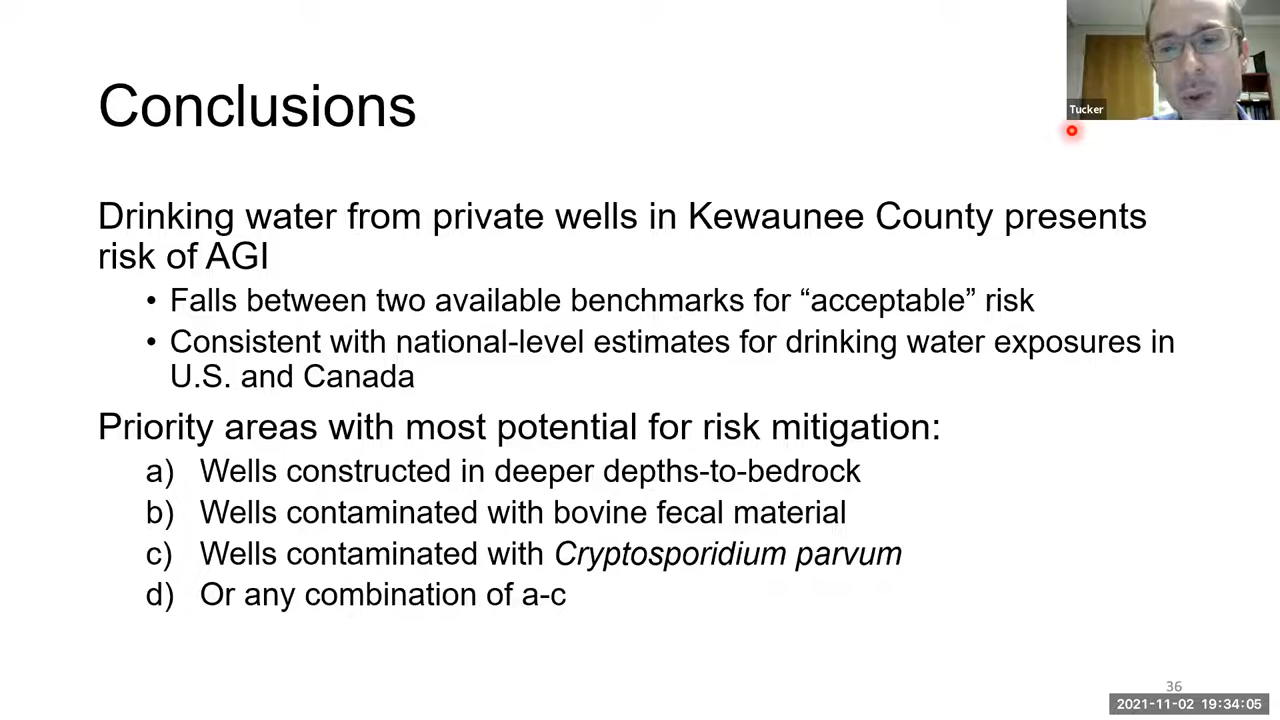 Conclusions
Tucker
Drinking water from private wells in Kewaunee County presents
risk of AGI
• Falls between two available benchmarks for “acceptable” risk
• Consistent with national-level estimates for drinking water exposures in
U.S. and Canada
Priority areas with most potential for risk mitigation:
a) Wells constructed in deeper depths-to-bedrock
b) Wells contaminated with bovine fecal material
c) Wells contaminated with Cryptosporidium parvum
d) Or any combination of a-c
36
2021-11-02 19:34:05